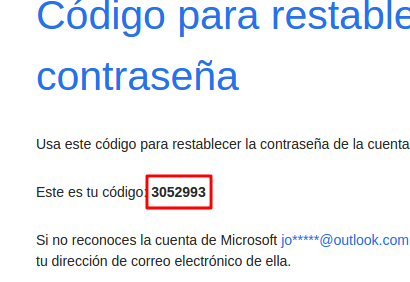 Código para restable
contraseña
Usa este código para restablecer la contraseña de la cuenta
Este es tu código: 3052993
Si no reconoces la cuenta de Microsoft jo*****@outlook.com
tu dirección de correo electrónico de ella.